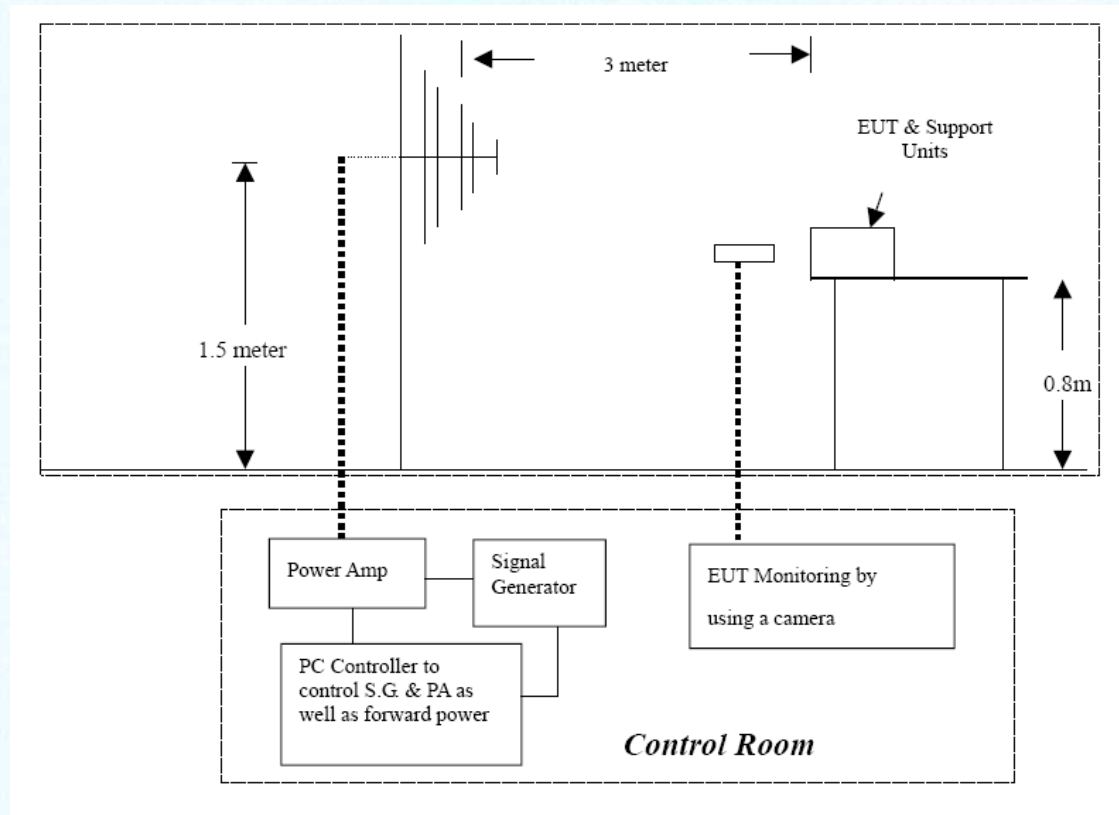 3 meter
EUT & Support
Units
1.5 meter
0.8m
Power Amp
Signal
Generator
EUT Monitoring by
using a camera
PC Controller to
control S.G. & PA as
well as forward power
Control Room